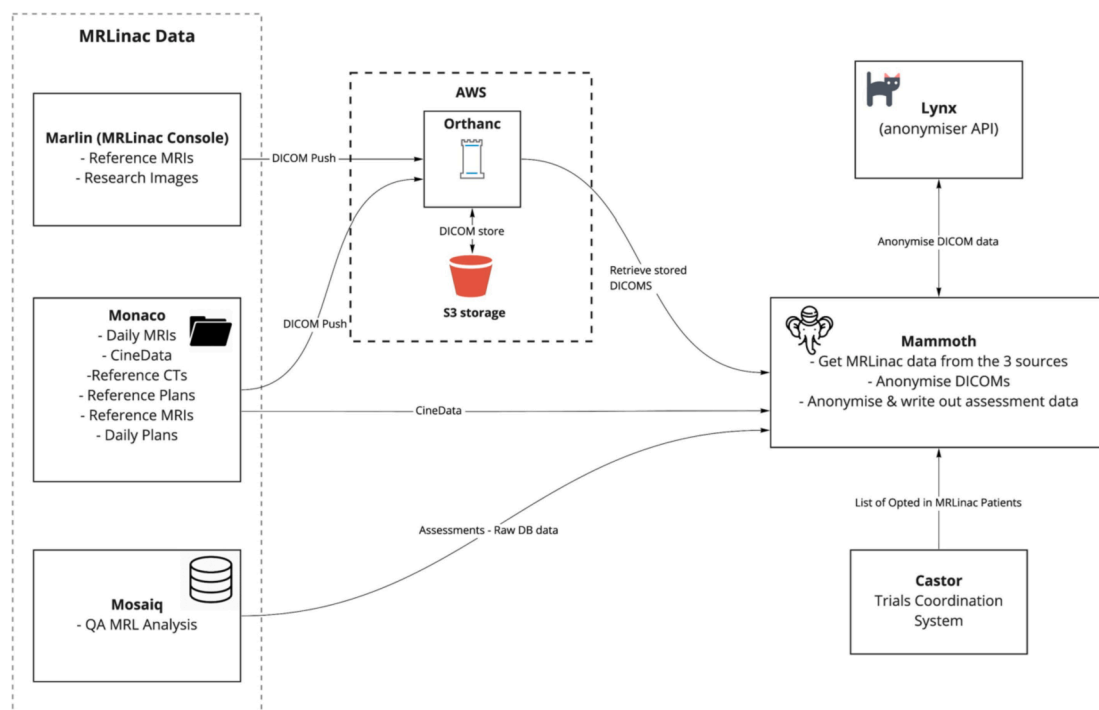 MRLinac Data
Marlin (MRLinac Console)
- Reference MRIs
- Research Images
DICOM Push
AWS
Orthanc
DICOM store
S3 storage
Monaco
- Daily MRIs
- CineData
-Reference CTs
- Reference Plans
- Reference MRIs
- Daily Plans
DICOM Push
CineData
Mosaiq
- QA MRL Analysis
Assessments - Raw DB data
Retrieve stored
DICOMS
Lynx
(anonymiser API)
Anonymise DICOM data
Mammoth
- Get MRLinac data from the 3 sources
- Anonymise DICOMs
- Anonymise & write out assessment data
List of Opted in MRLinac Patients
Castor
Trials Coordination
System